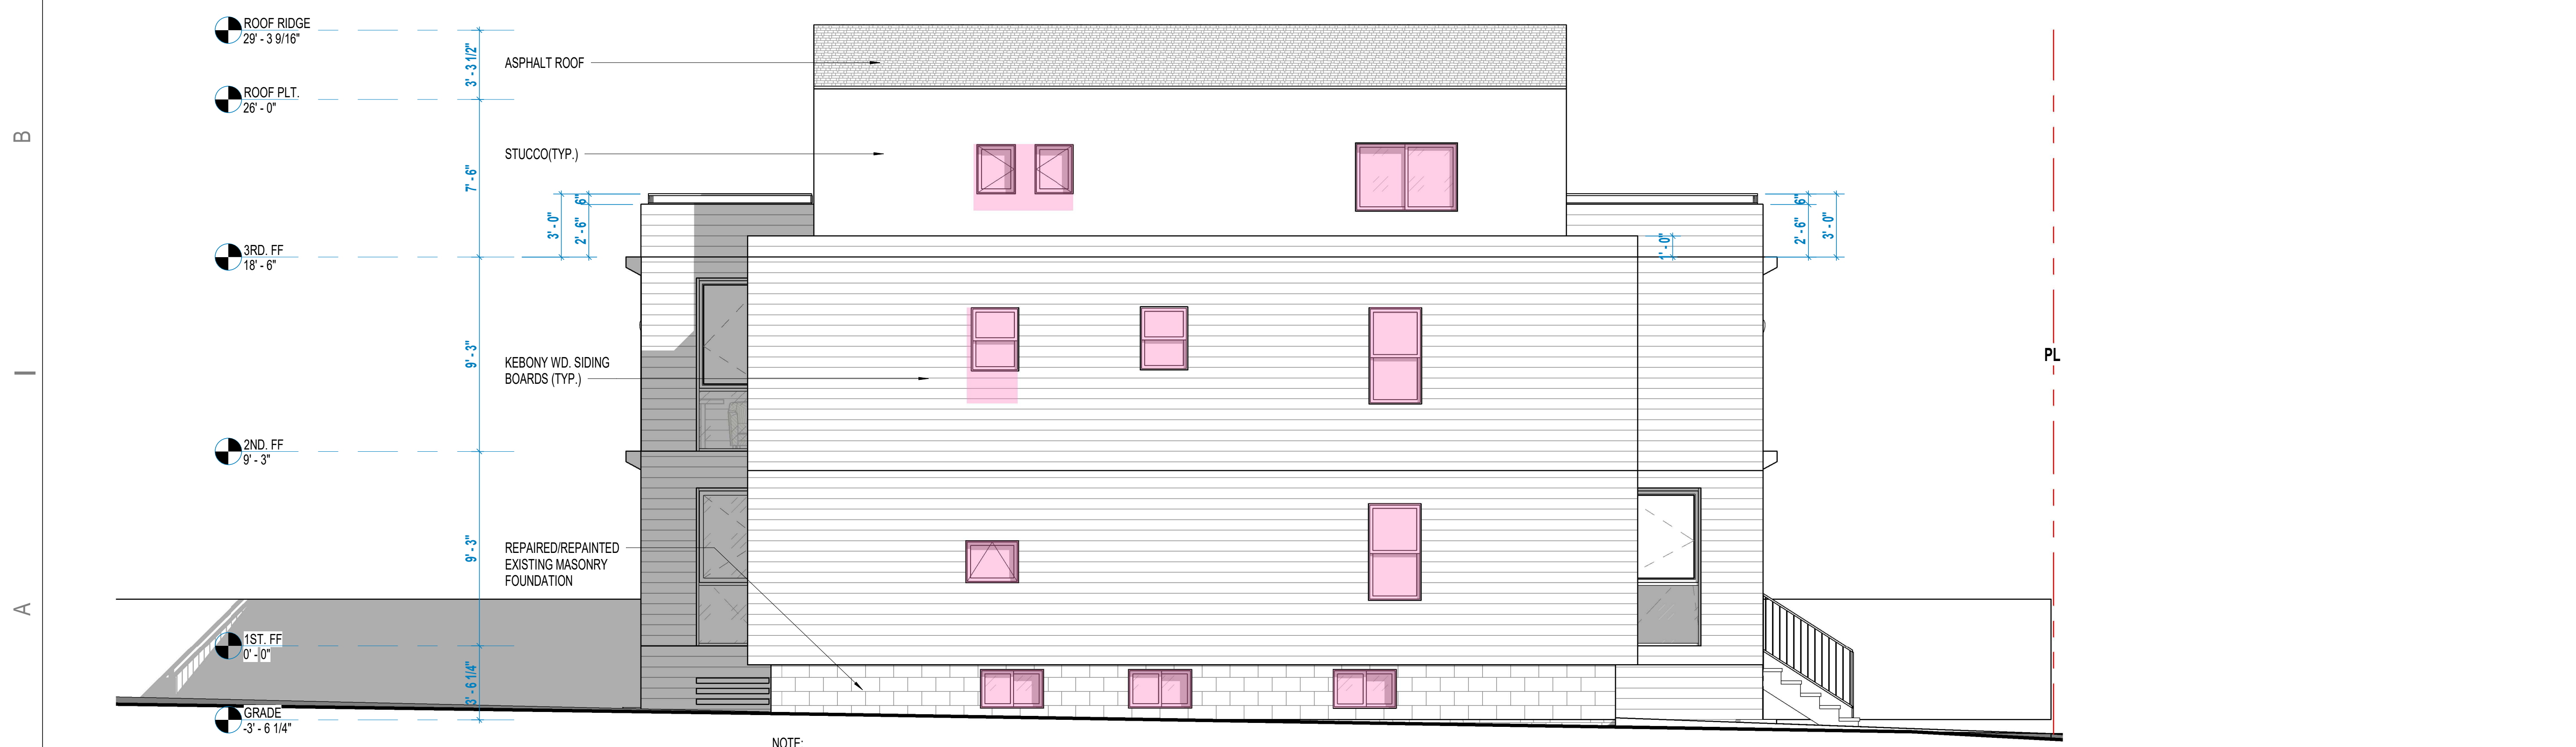 ROOF RIDGE
29' - 3 9/16"
3' - 3 1/2"
ASPHALT ROOF
ROOF PLT.
26' - 0"
B
STUCCO(TYP.)
7' - 6"
6"
3' - 0"
2' - 6"
6"
2' - 6"
3' - 0"
3RD. FF
18' - 6"
1' - 0"
PL
I
9' - 3"
KEBONY WD. SIDING
BOARDS (TYP.)
2ND. FF
9' - 3"
9' - 3"
REPAIRED/REPAINTED
EXISTING MASONRY
FOUNDATION
A
1ST. FF
0' - 0"
3' - 6 1/4"
GRADE
-3' - 6 1/4"
NOTE: